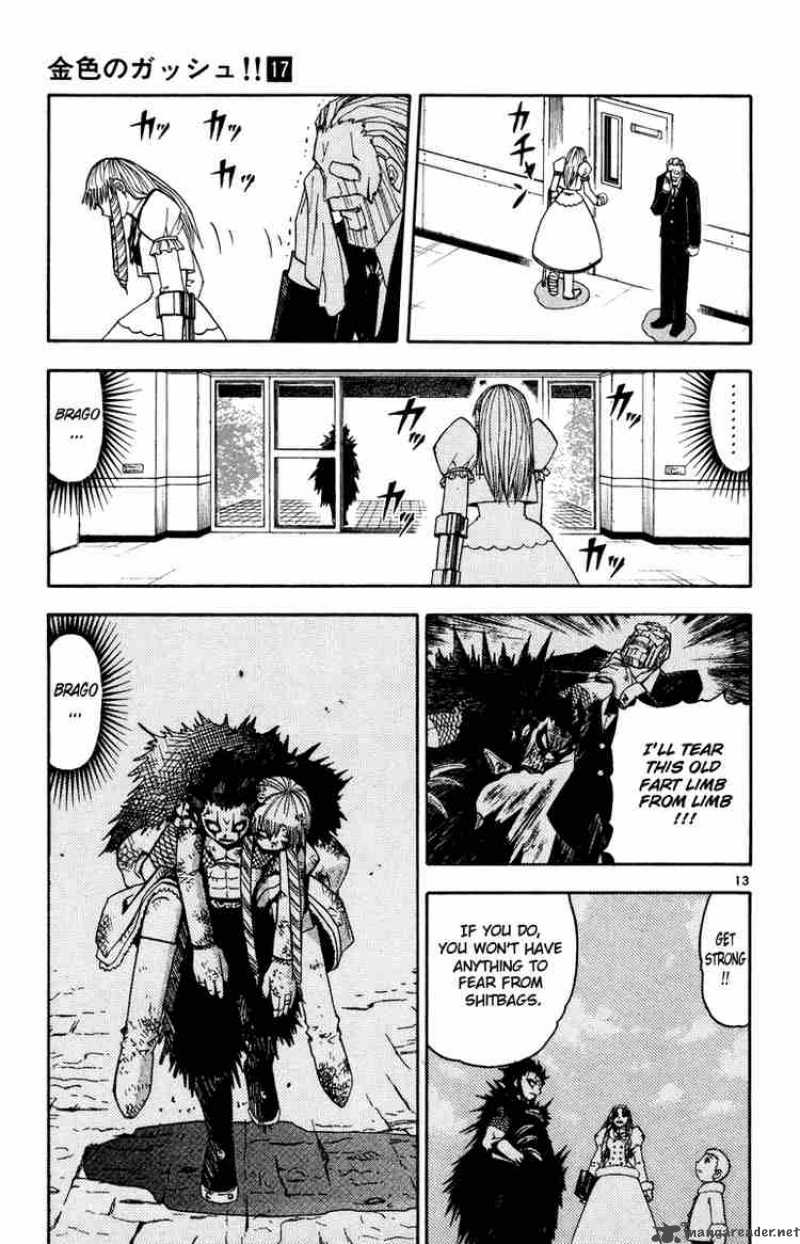 金色のガッシュ!! 17
カチャン
カッ
カッ
......
BRAGO
...
カッ
カッ
カッ
I'LL TEAR
THIS OLD
FART LIMB
FROM LIMB
!!!
BRAGO
...
13
GET
STRONG
!!
IF YOU DO,
YOU WON'T HAVE
ANYTHING TO
FEAR FROM
SHITBAGS.
mangareader.net